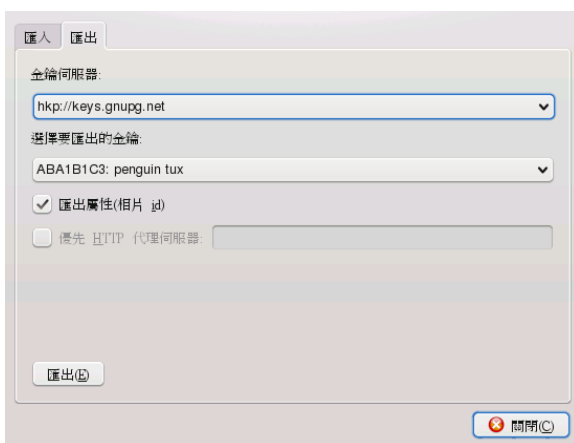 匯入 匯出
金鑰伺服器:
hkp://keys.gnupg.net
選擇要匯出的金鑰:
ABA1B1C3: penguin tux
匯出屬性(相片 id)
優先 HTTP 代理伺服器:
匯出(E)
關閉(C)